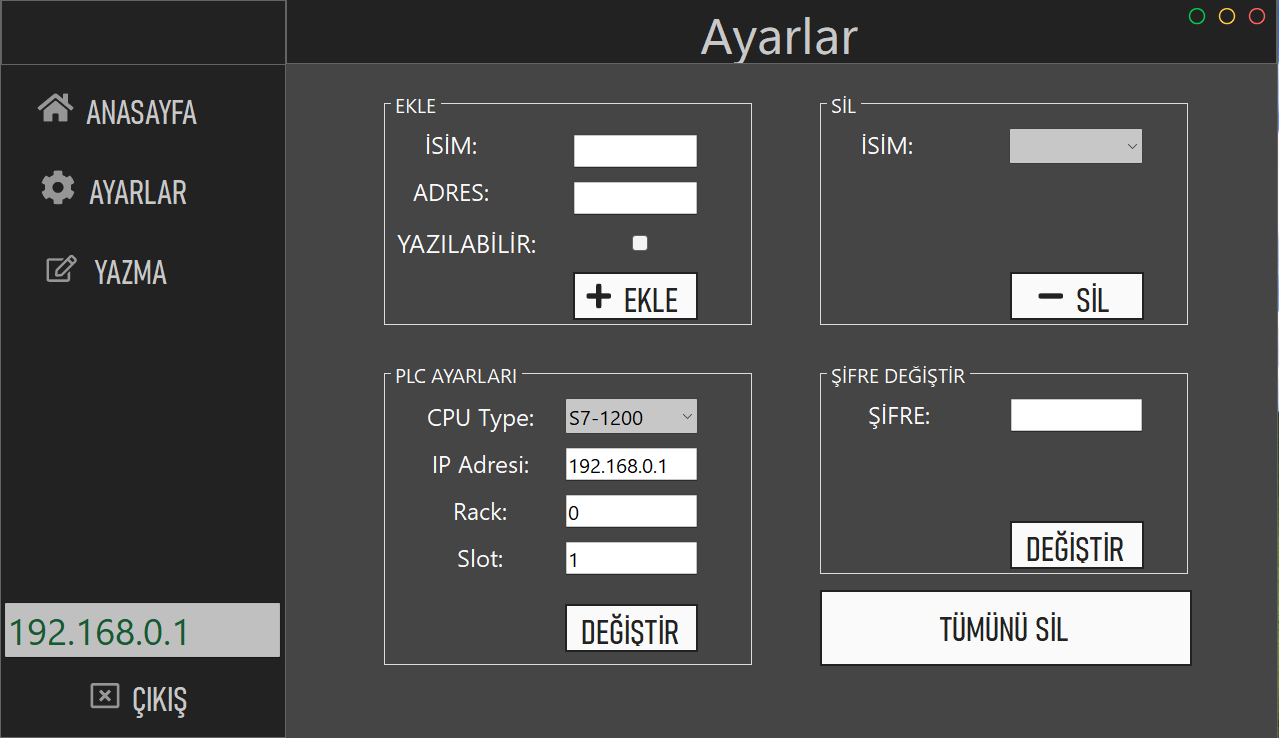 Ayarlar
ANASAYFA
AYARLAR
YAZMA
192.168.0.1
ÇIKIŞ
EKLE
İSİM:
ADRES:
YAZILABİLİR:
EKLE
SİL
İSİM:
SİL
PLC AYARLARI
CPU Type: S7-1200
IP Adresi: 192.168.0.1
Rack: 0
Slot: 1
DEĞİŞTİR
ŞİFRE DEĞİŞTİR
ŞİFRE:
DEĞİŞTİR
TÜMÜNÜ SİL